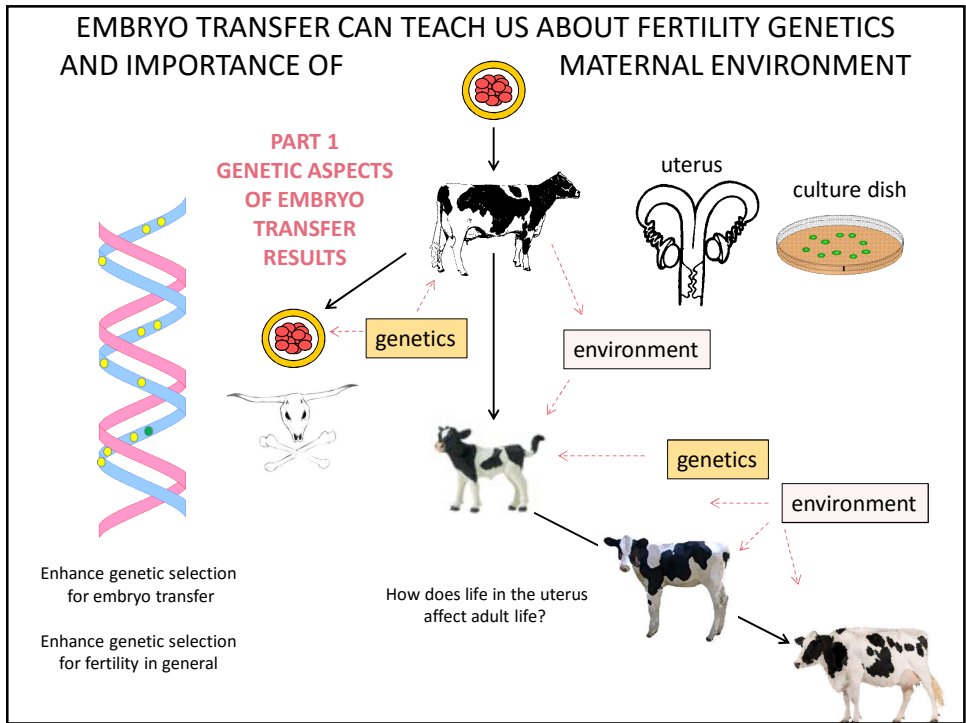 EMBRYO TRANSFER CAN TEACH US ABOUT FERTILITY GENETICS
AND IMPORTANCE OF MATERNAL ENVIRONMENT
PART 1
GENETIC ASPECTS
OF EMBRYO
TRANSFER
RESULTS
uterus
culture dish
genetics
environment
genetics
environment
Enhance genetic selection
for embryo transfer
Enhance genetic selection
for fertility in general
How does life in the uterus
affect adult life?